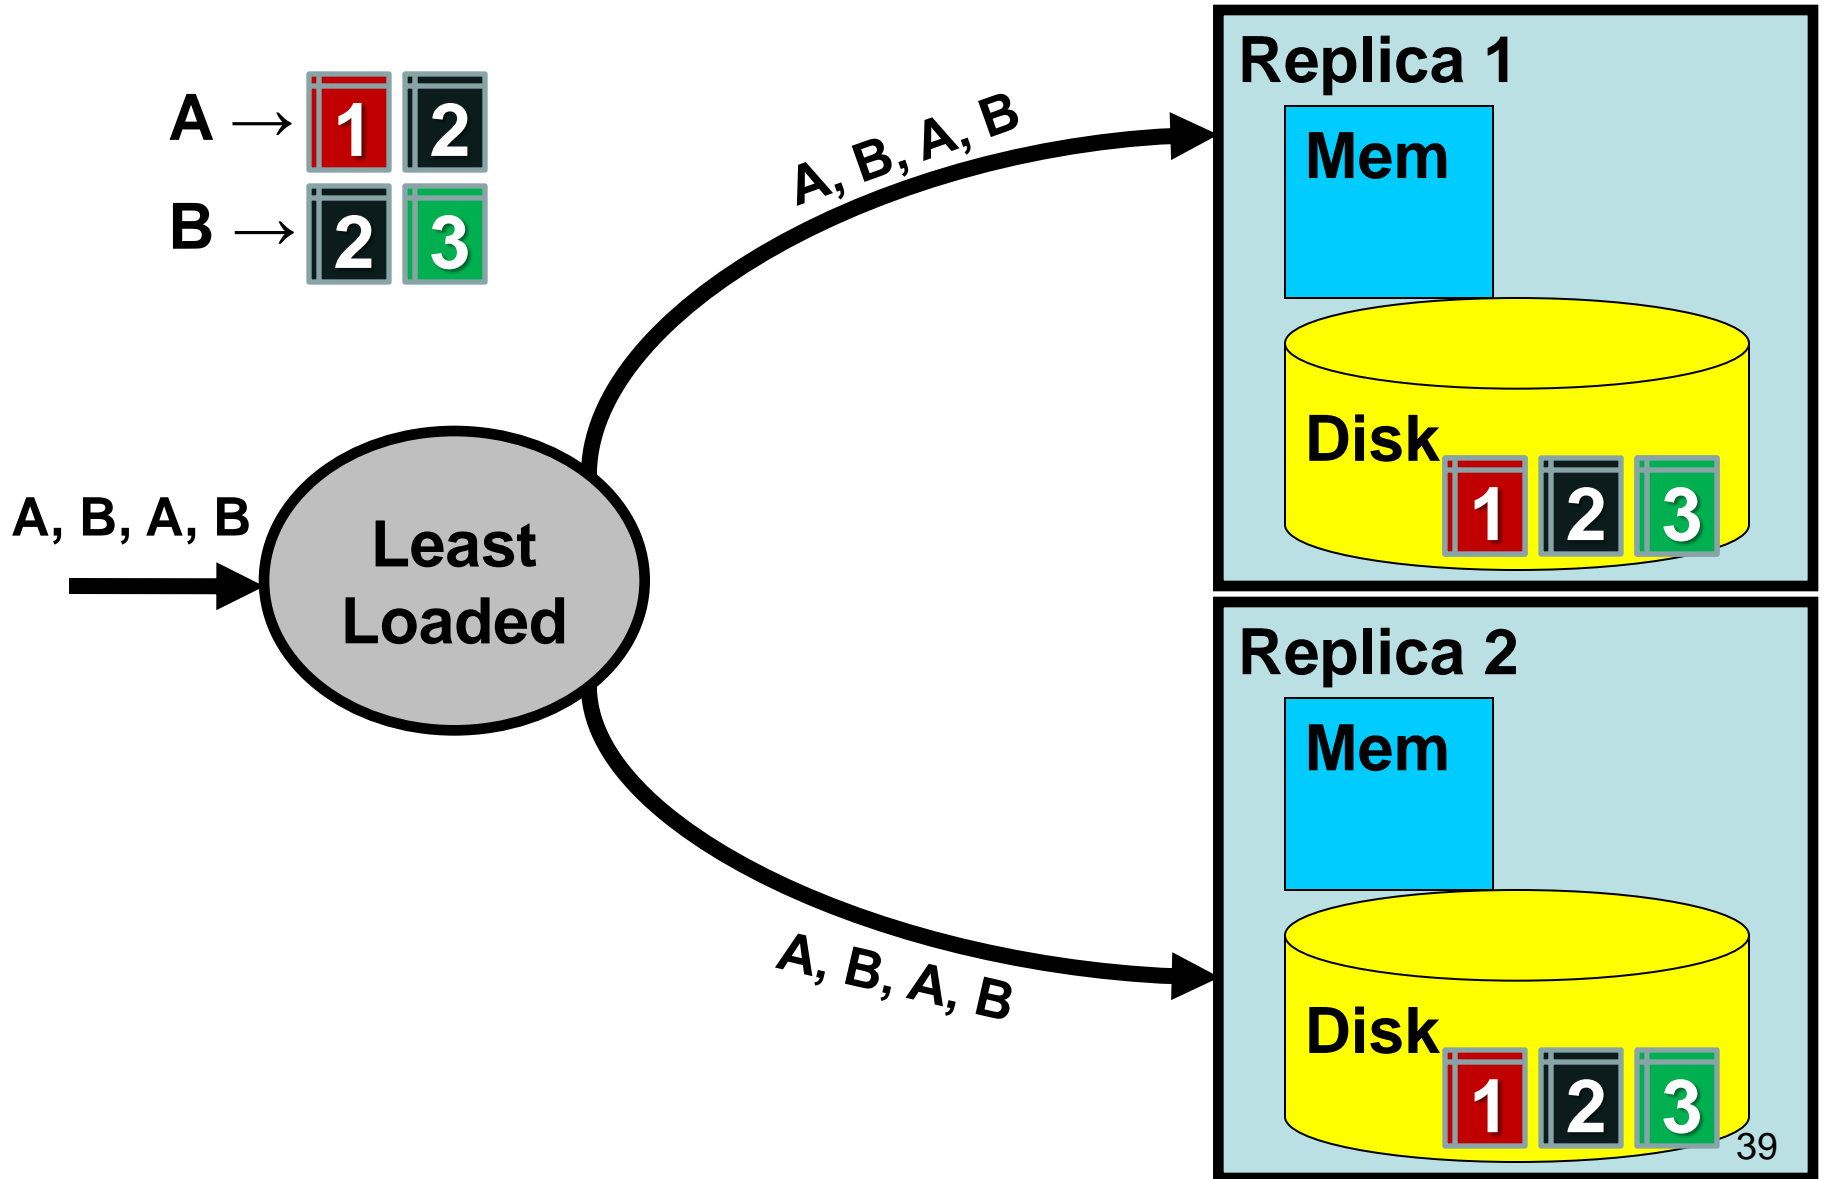 A → 1 2
B → 2 3
A, B, A, B
Least
Loaded
A, B, A, B
A, B, A, B
Replica 1
Mem
Disk
1 2 3
Replica 2
Mem
Disk
1 2 3
39